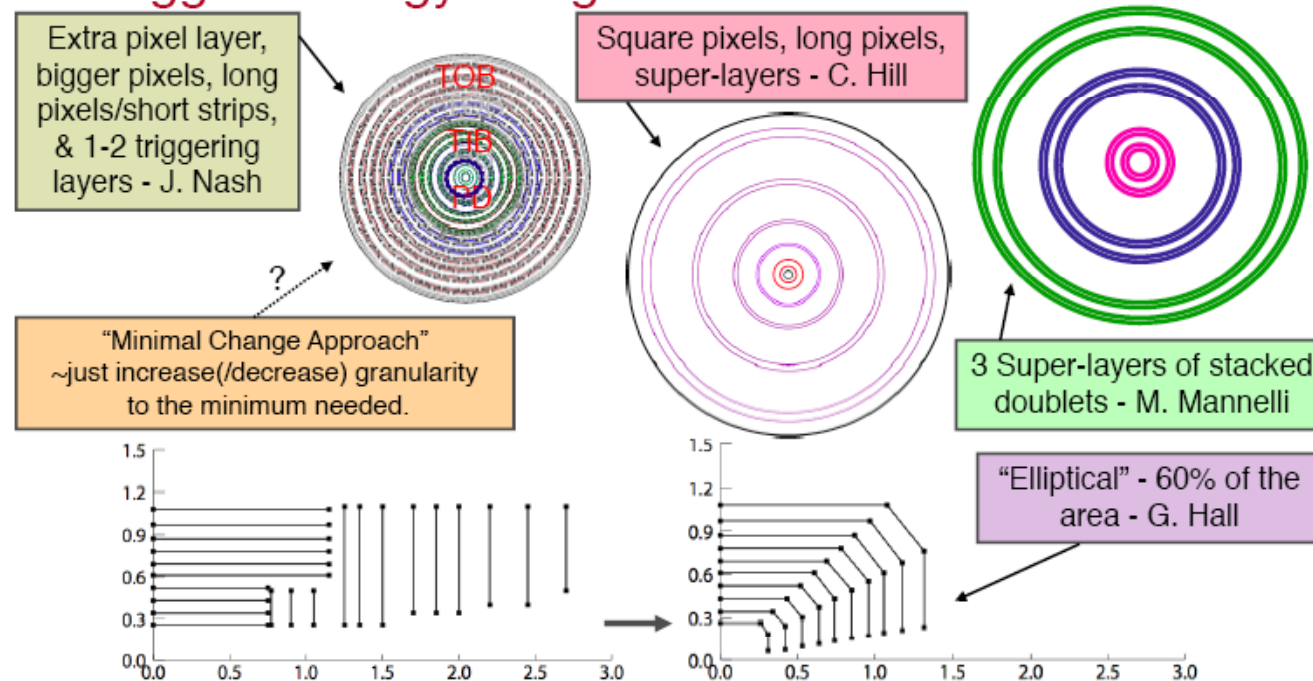 Extra pixel layer,
bigger pixels, long
pixels/short strips,
& 1-2 triggering
layers - J. Nash
TOB
TIB
PD
Square pixels, long pixels,
super-layers - C. Hill
?
“Minimal Change Approach”
~just increase(/decrease) granularity
to the minimum needed.
3 Super-layers of stacked
doublets - M. Mannelli
“Elliptical” - 60% of the
area - G. Hall
1.5
1.2
0.9
0.6
0.3
0.0
0.0 0.5 1.0 1.5 2.0 2.5 3.0
1.5
1.2
0.9
0.6
0.3
0.0
0.0 0.5 1.0 1.5 2.0 2.5 3.0